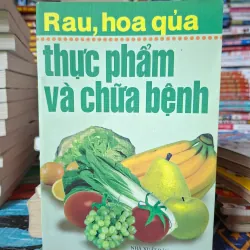 Rau, hoa qủa
thực phẩm
và chữa bệnh